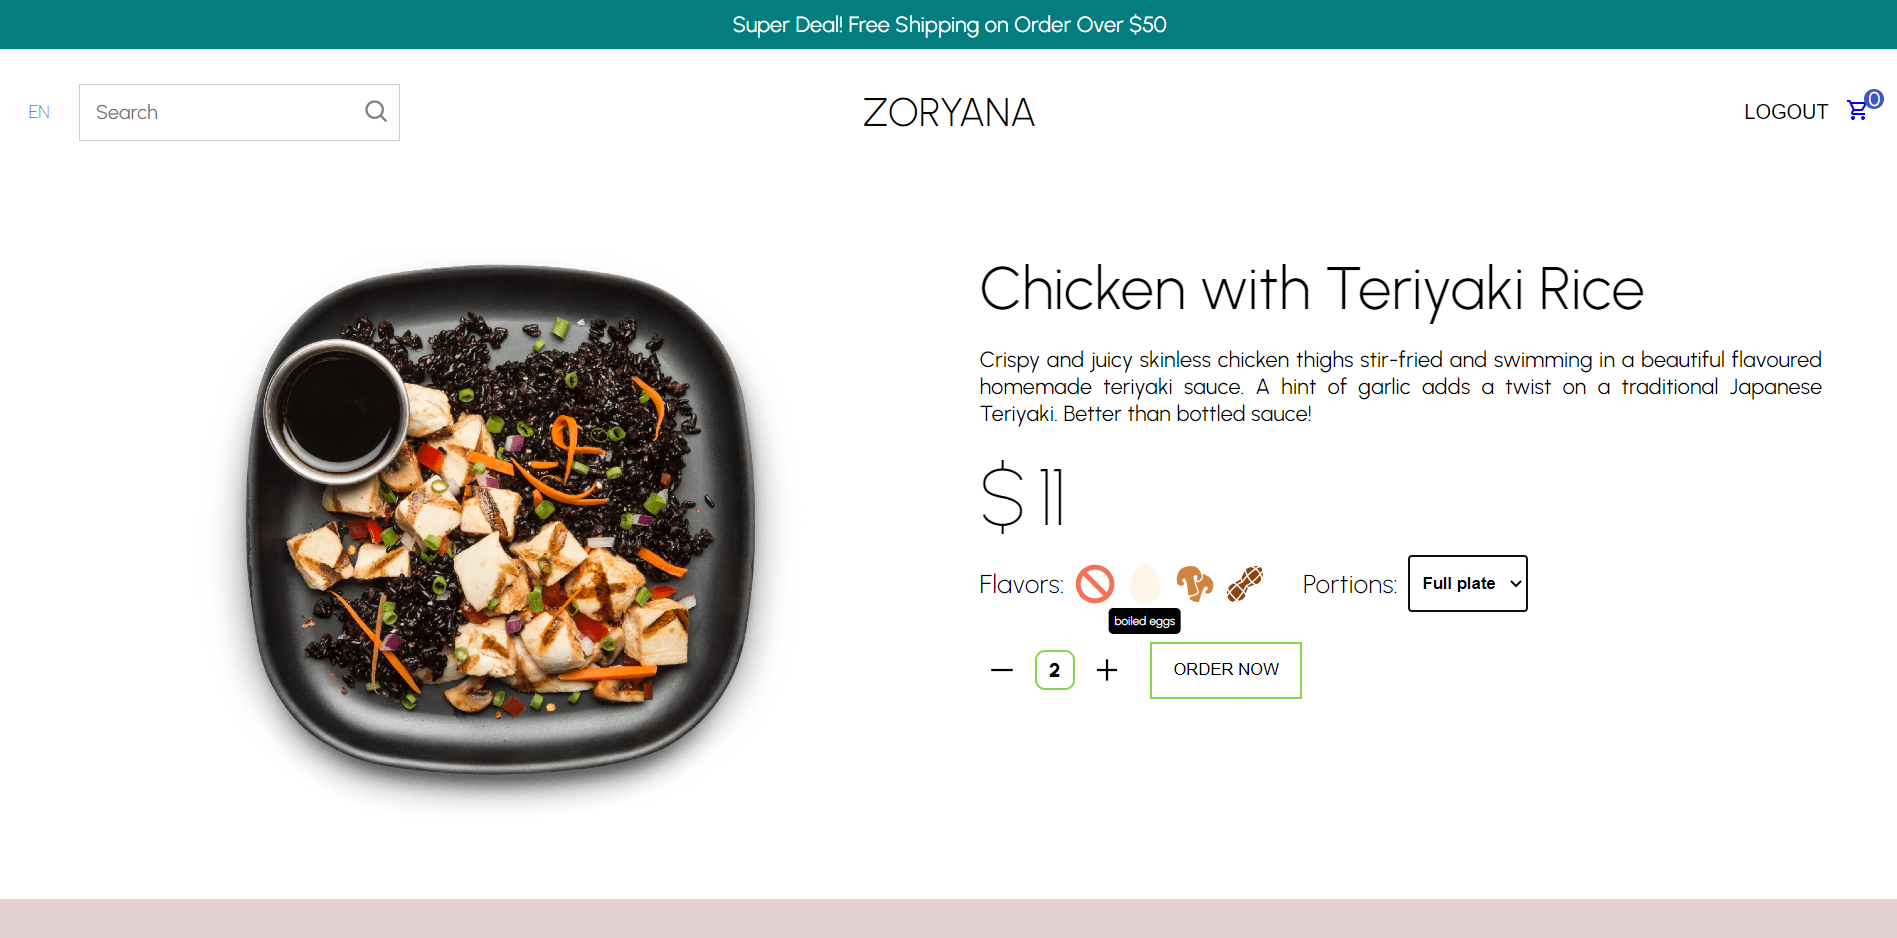 Super Deal! Free Shipping on Order Over $50
EN
Search
ZORYANA
LOGOUT
0
Chicken with Teriyaki Rice
Crispy and juicy skinless chicken thighs stir-fried and swimming in a beautiful flavoured
homemade teriyaki sauce. A hint of garlic adds a twist on a traditional Japanese
Teriyaki. Better than bottled sauce!
$ 11
Flavors:
Portions:
Full plate
boiled eggs
2
ORDER NOW